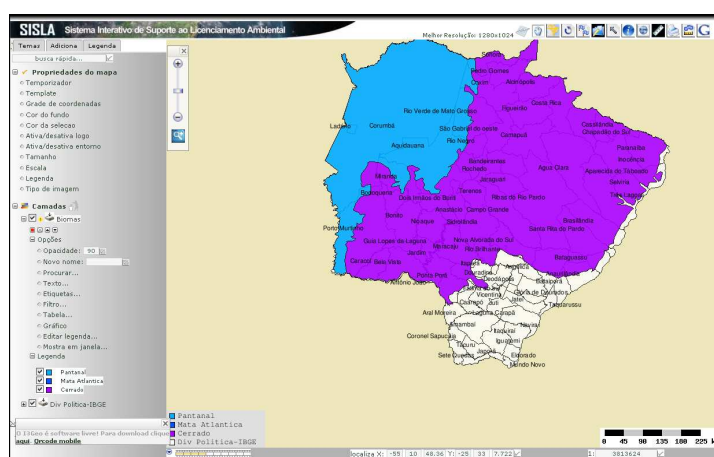 SISLA Sistema Interativo de Suporte ao Licenciamento Ambiental
Melhor Resolução: 1280x1024
Temas Adiciona Legenda
busca rápida...
Propriedades do mapa
Temporizador
Template
Grade de coordenadas
Cor do fundo
Cor da selecao
Ativa/desativa logo
Ativa/desativa entorno
Tamanho
Escala
Legenda
Tipo de imagem
Camadas
Biomas
Opções
Opacidade: 90
Novo nome:
Procurar...
Texto...
Etiquetas...
Filtro...
Tabela...
Gráfico
Editar legenda...
Mostra em janela...
Legenda
Pantanal
Mata Atlantica
Cerrado
Div Politica-IBGE
O I3Geo é software livre! Para download clique
aqui. Qrcode mobile
Sonora
Pedro Gomes
Coxim
Alcinópolis
Costa Rica
Figueirão
Rio Verde de Mato Grosso
Cassilândia
Chapadão do Sul
Ladário
Corumbá
São Gabriel do oeste
Camapuã
Rio Negro
Paranaíba
Aquidauana
Inocência
Bandeirantes
Rochedo
Agua Clara
Aparecida do Taboado
Miranda
Jaraguari
Selvíria
Terenos
Três Lagoas
Bodoquena
Dois Irmãos do Buriti
Ribas do Rio Pardo
Anastácio
Campo Grande
Bonito
Nioaque
Sidrolândia
Brasilândia
Porto Murtinho
Santa Rita do Pardo
Guia Lopes da Laguna
Nova Alvorada do Sul
Maracaju
Rio Brilhante
Jardim
Bataguassu
Caracol
Bela Vista
Itaporã
Angélica
Anaurilândia
Ponta Porã
Douradina
Deodápolis
Batayporã
Antônio João
Vicentina
Glória de Dourados
Jateí
Taquarussu
Caarapó
Juti
Aral Moreira
Laguna Carapã
Amambai
Naviraí
Itaquiraí
Coronel Sapucaia
Iguatemi
Tacuru
Japorã
Sete Quedas
Eldorado
Mundo Novo
Pantanal
Mata Atlantica
Cerrado
Div Politica-IBGE
0 45 90 135 180 225
localiza X: -55 10 48.36 Y: -25 33 7.722
1: 3813624